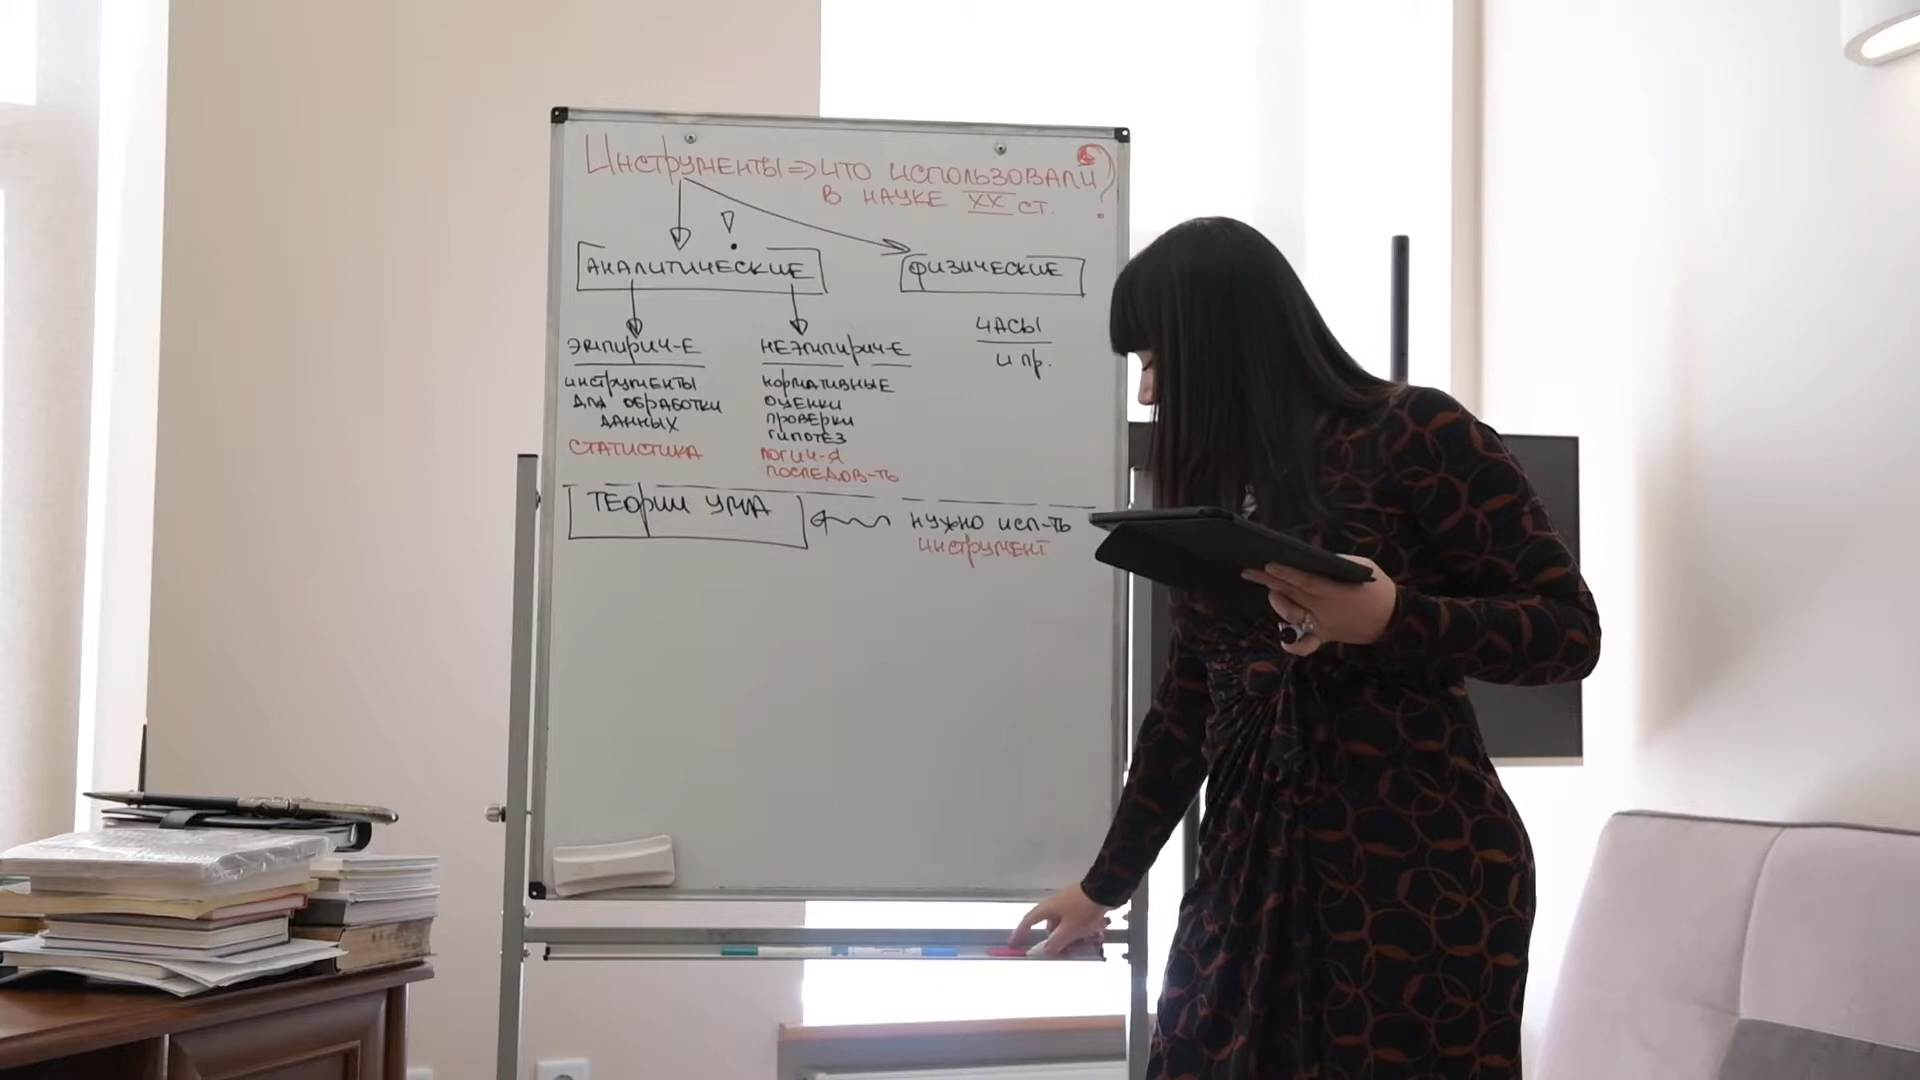 Инструменты => что использовали?
в науке XX ст.
аналитические
физические
часы
и пр.
эмпирич-е
неэмпирич-е
инструменты
для обработки
данных
статистика
нормативные
оценки
проверки
гипотез
логич-я
последов-ть
теории ума
нужно исп-ть
инструмент